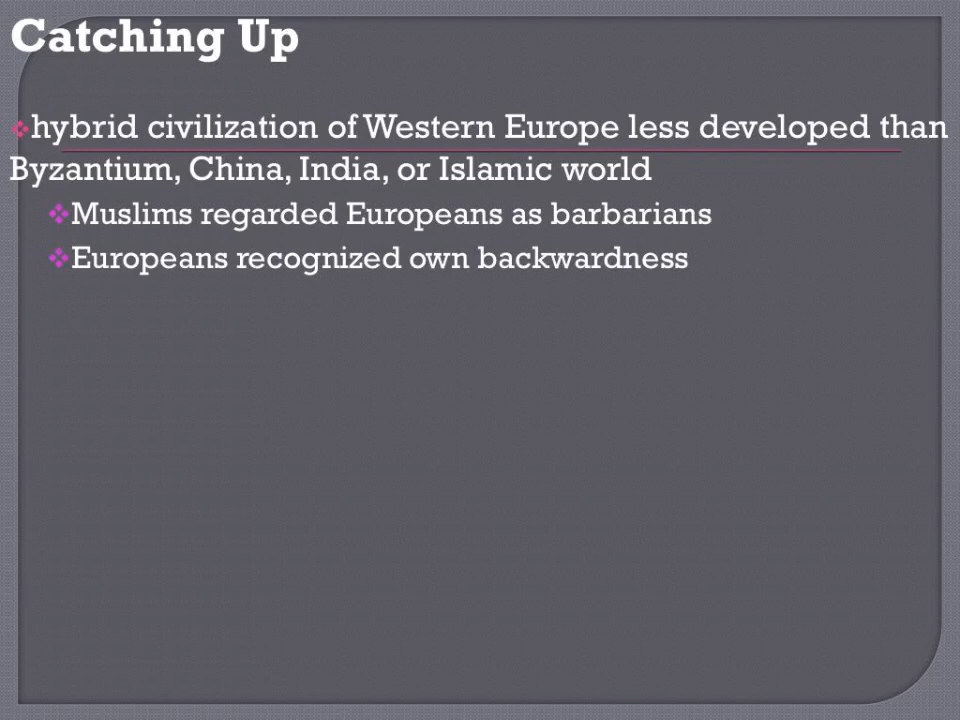 Catching Up
❖hybrid civilization of Western Europe less developed than
Byzantium, China, India, or Islamic world
❖Muslims regarded Europeans as barbarians
❖Europeans recognized own backwardness